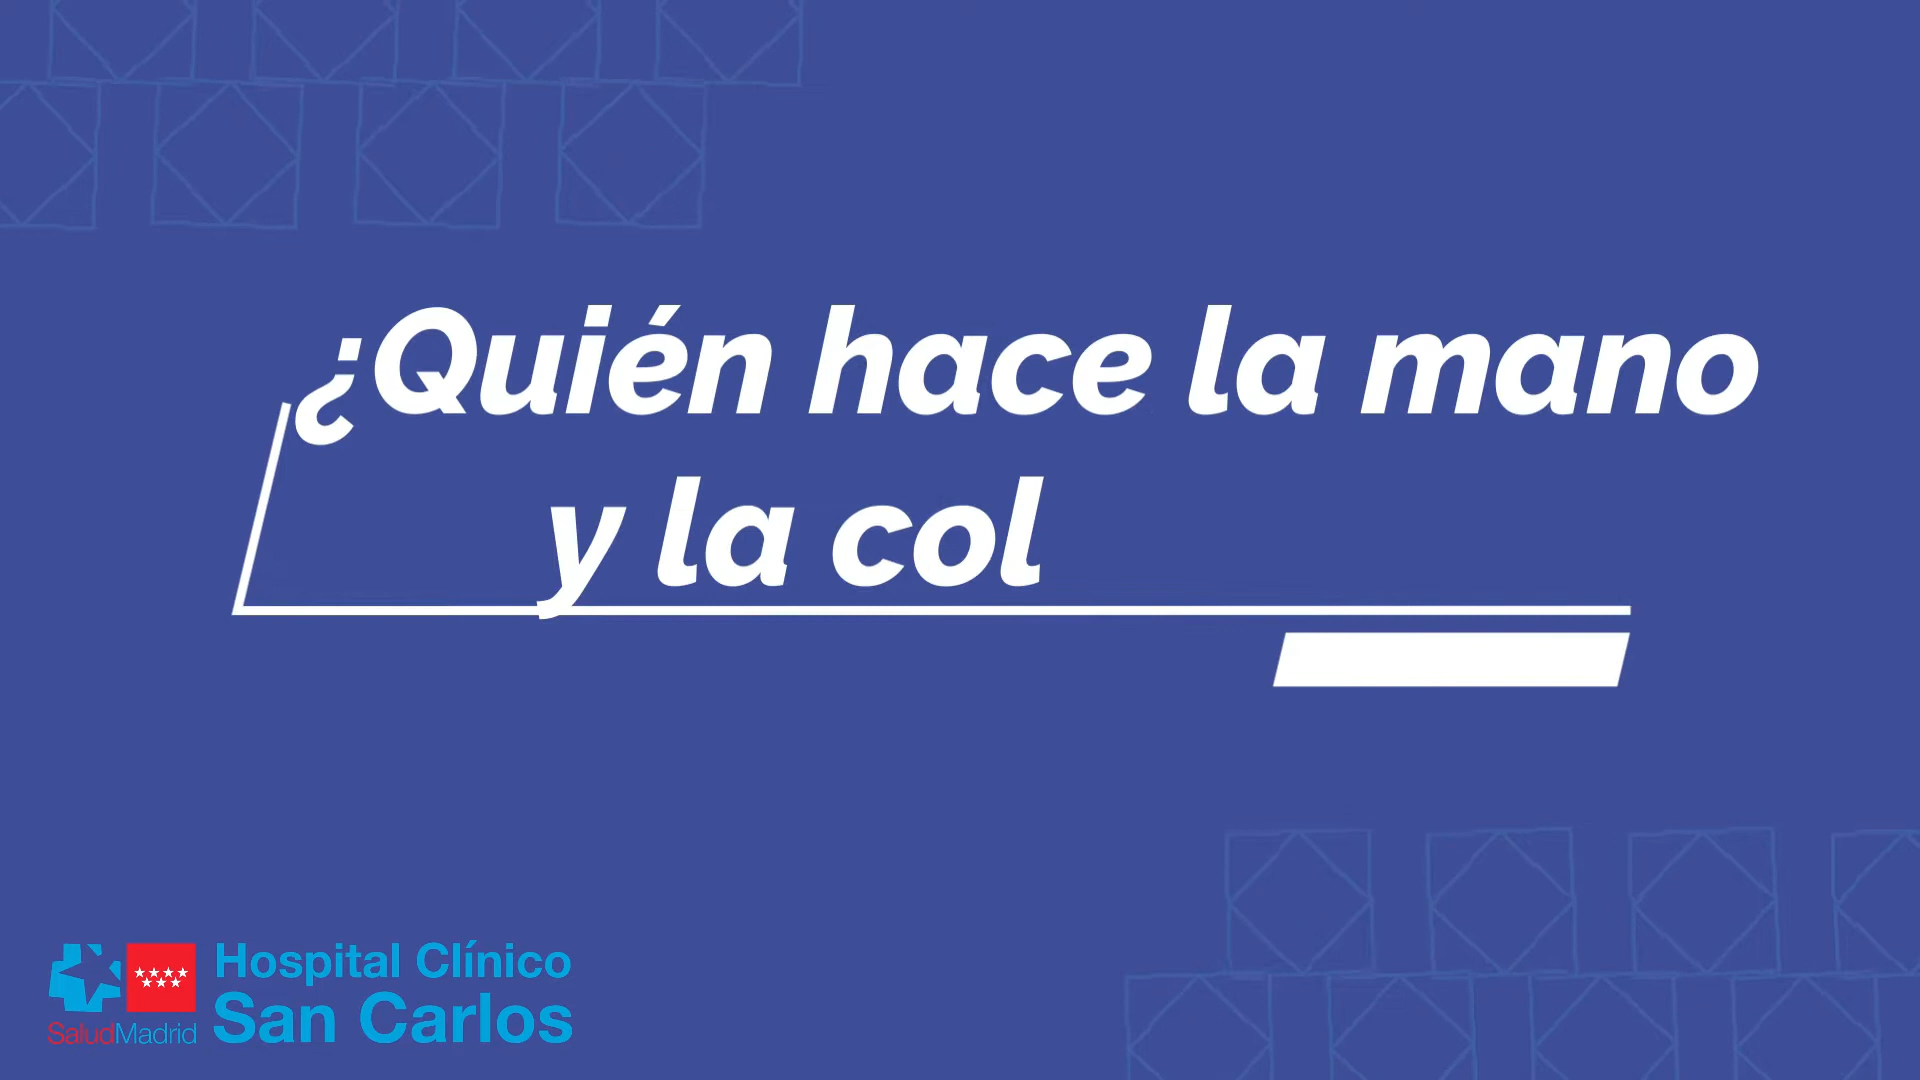 ¿Quién hace la mano
y la col
Hospital Clínico
San Carlos
SaludMadrid